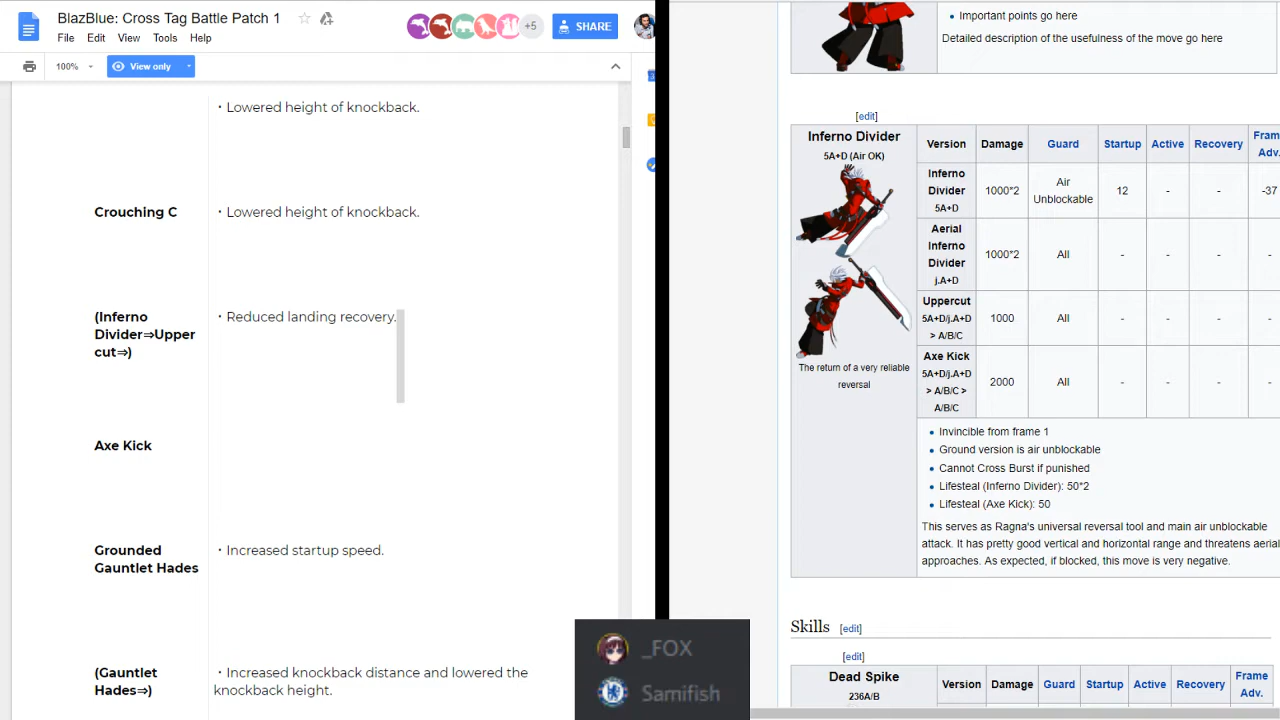 BlazBlue: Cross Tag Battle Patch 1
File Edit View Tools Help
+5
SHARE
100%
View only
· Lowered height of knockback.
Crouching C
· Lowered height of knockback.
(Inferno
Divider⇒Upper
cut⇒)
· Reduced landing recovery.
Axe Kick
Grounded
Gauntlet Hades
· Increased startup speed.
(Gauntlet
Hades⇒)
· Increased knockback distance and lowered the
knockback height.
Important points go here
Detailed description of the usefulness of the move go here
[edit]
Inferno Divider
5A+D (Air OK)
The return of a very reliable
reversal
Version Damage Guard Startup Active Recovery Frame
Adv.
Inferno
Divider
5A+D
1000*2
Air
Unblockable
12 - - -37
Aerial
Inferno
Divider
j.A+D
1000*2 All - - - -
Uppercut
5A+D/j.A+D
> A/B/C
1000 All - - - -
Axe Kick
5A+D/j.A+D
> A/B/C >
A/B/C
2000 All - - - -
Invincible from frame 1
Ground version is air unblockable
Cannot Cross Burst if punished
Lifesteal (Inferno Divider): 50*2
Lifesteal (Axe Kick): 50
This serves as Ragna's universal reversal tool and main air unblockable
attack. It has pretty good vertical and horizontal range and threatens aerial
approaches. As expected, if blocked, this move is very negative.
Skills [edit]
[edit]
Dead Spike
236A/B
Version Damage Guard Startup Active Recovery Frame
Adv.
_FOX
Samifish